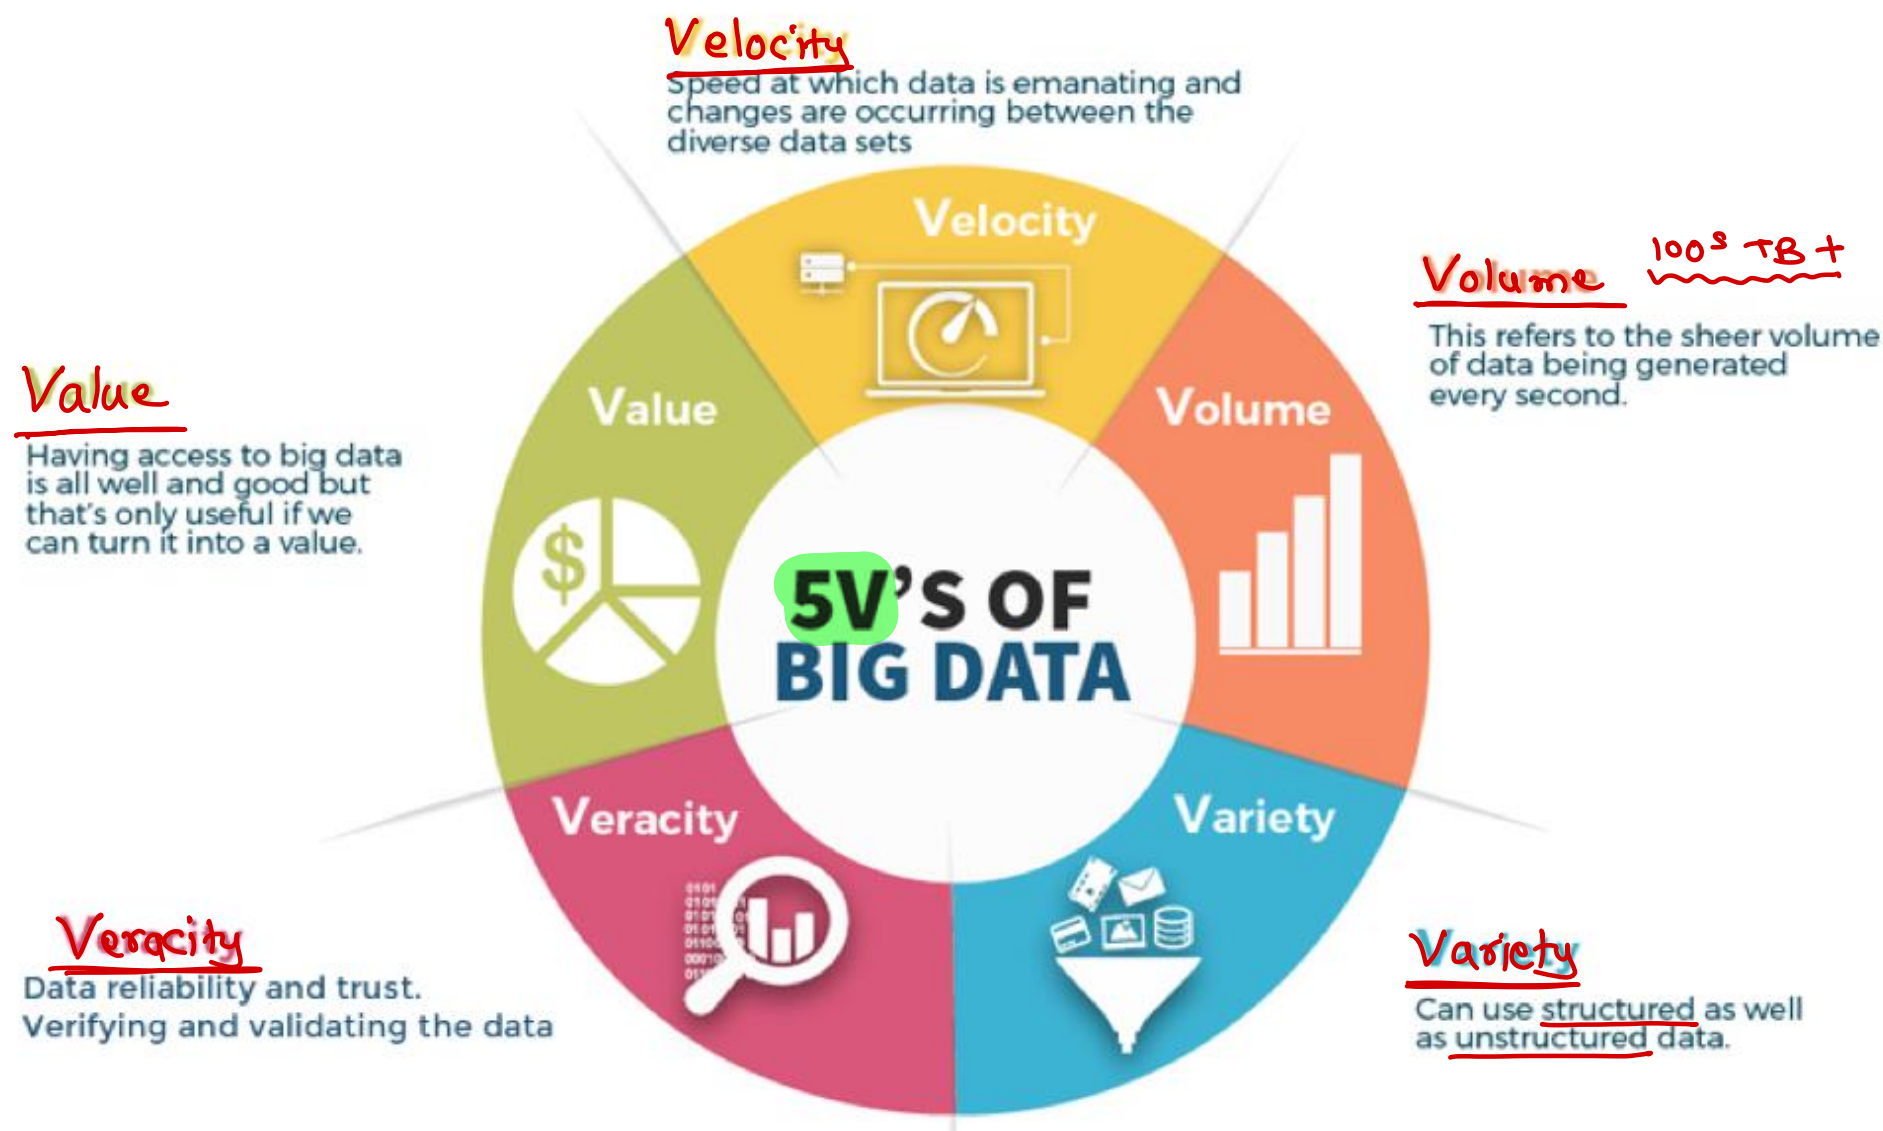 Velocity
Speed at which data is emanating and
changes are occurring between the
diverse data sets
Velocity
Volume 100s TB +
This refers to the sheer volume
of data being generated
every second.
Value
Having access to big data
is all well and good but
that's only useful if we
can turn it into a value.
Value
$
Volume
5V'S OF
BIG DATA
Veracity
Variety
0101
Veracity
Data reliability and trust.
Verifying and validating the data
Variety
Can use structured as well
as unstructured data.